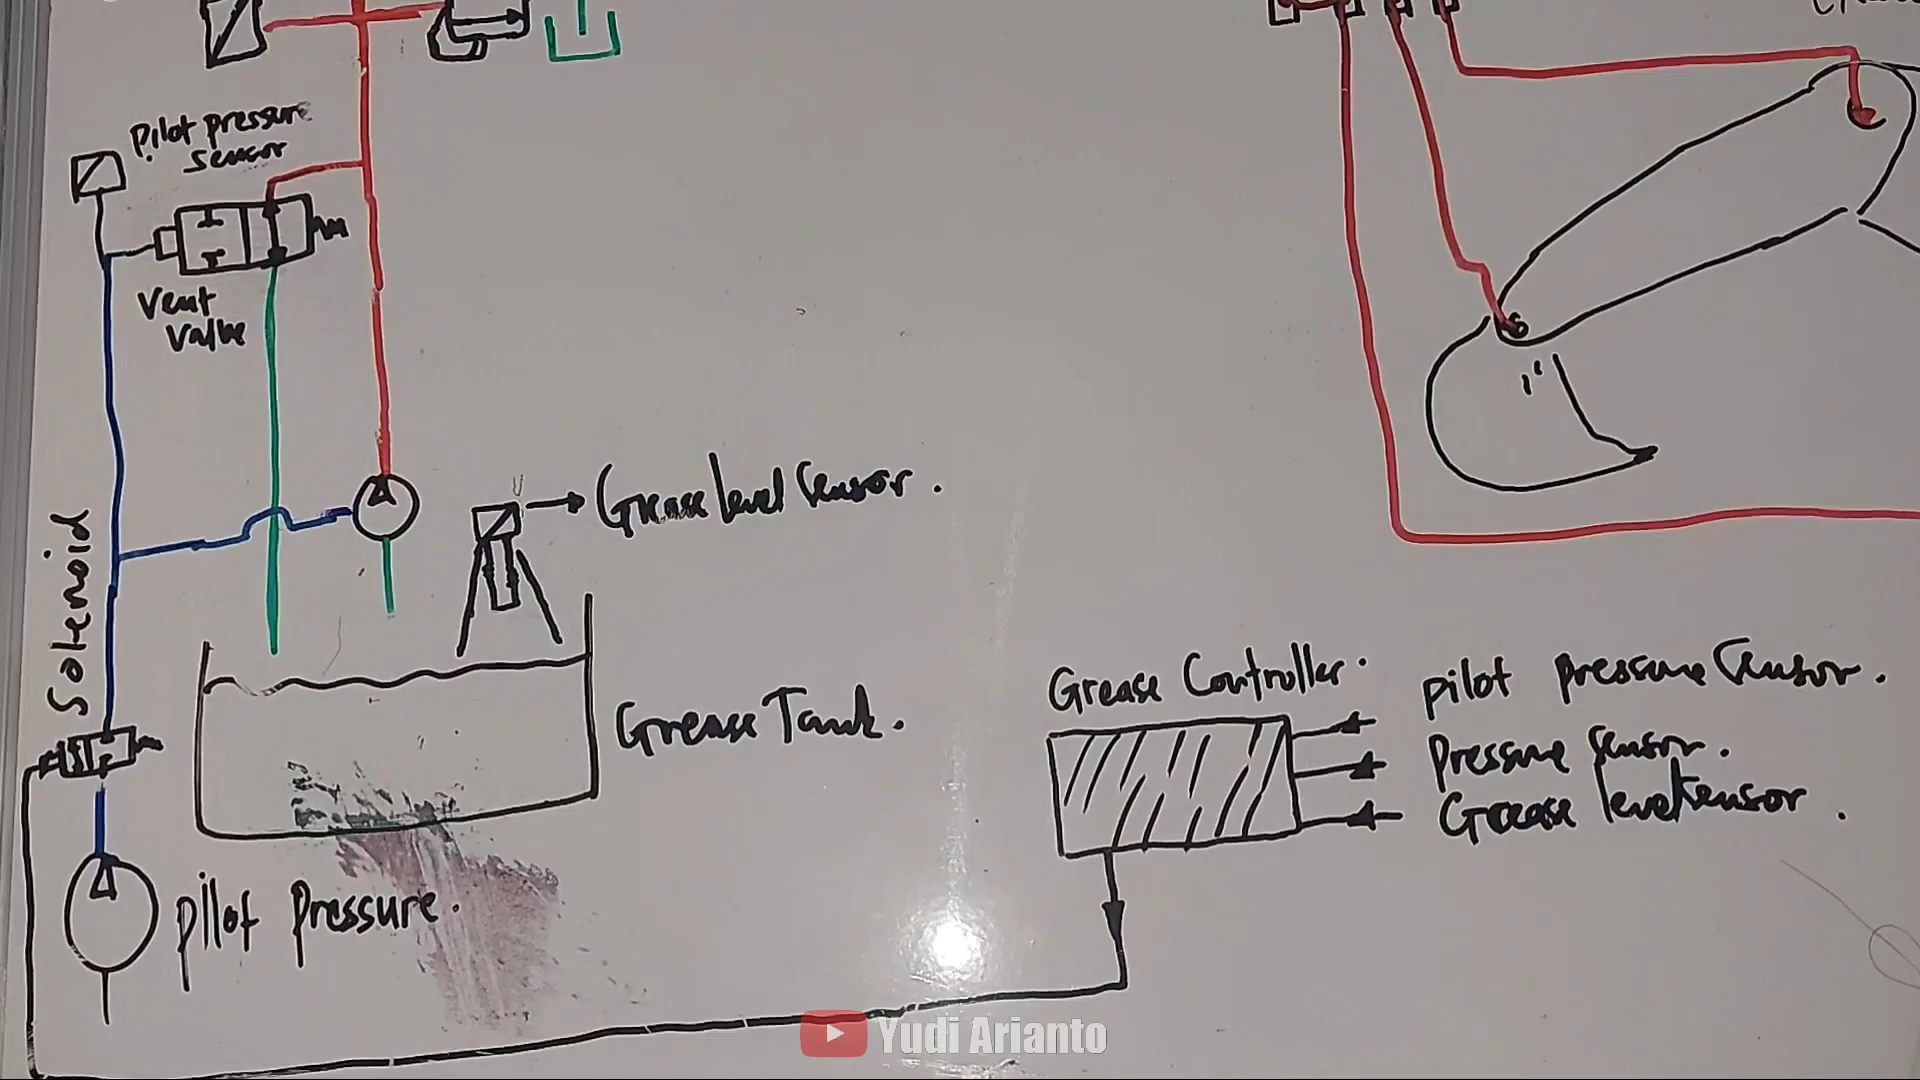 Pilot pressure
sensor
Vent
valve
Grease level Sensor.
Solenoid
Grease Tank.
Grease Controller.
pilot pressure Sensor.
Pressure sensor.
Grease level sensor.
pilot pressure.
Yudi Arianto